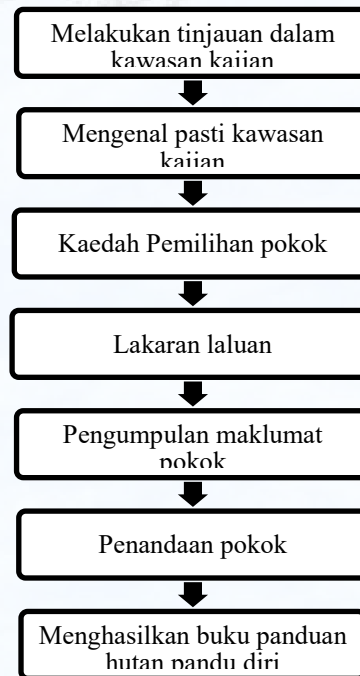 Melakukan tinjauan dalam
kawasan kajian
Mengenal pasti kawasan
kajian
Kaedah Pemilihan pokok
Lakaran laluan
Pengumpulan maklumat
pokok
Penandaan pokok
Menghasilkan buku panduan
hutan pandu diri